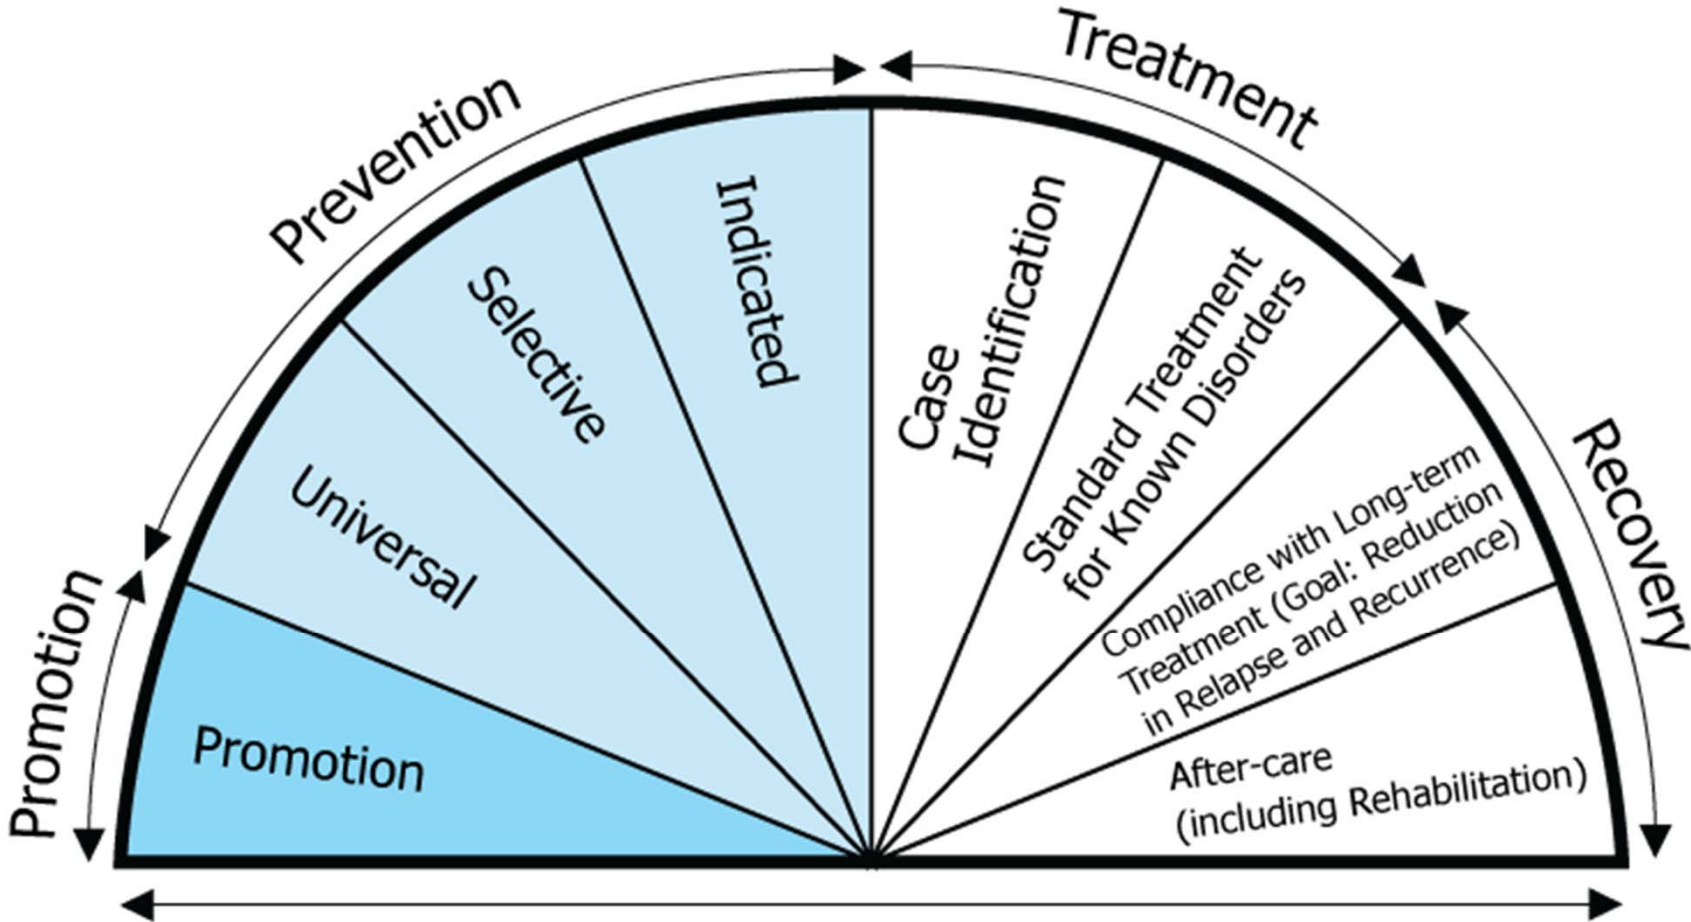 Promotion
Prevention
Treatment
Recovery
Promotion
Universal
Selective
Indicated
Case
Identification
Standard Treatment
for Known Disorders
Compliance with Long-term
Treatment (Goal: Reduction
in Relapse and Recurrence)
After-care
(including Rehabilitation)